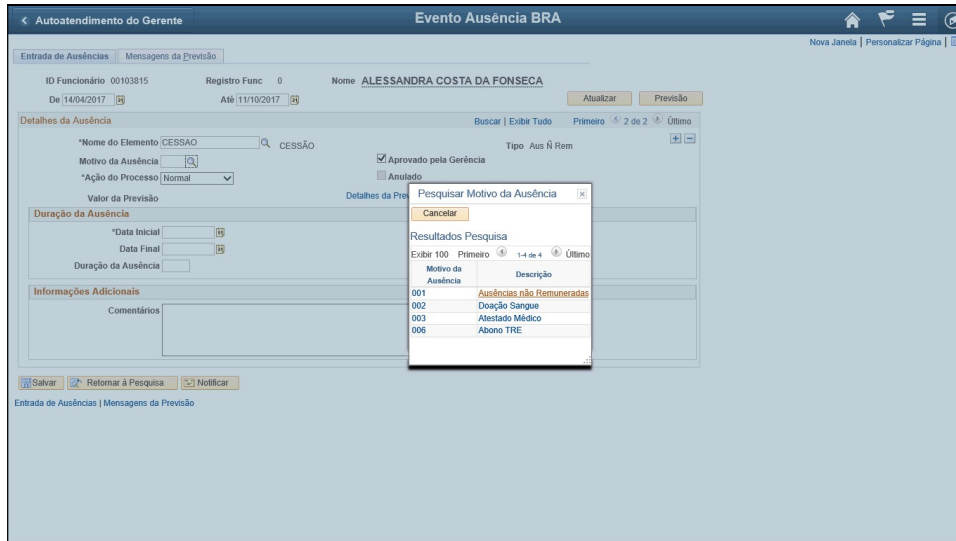 Autoatendimento do Gerente
Evento Ausência BRA
Nova Janela | Personalizar Página |
Entrada de Ausências Mensagens da Previsão
ID Funcionário 00103815 Registro Func 0 Nome ALESSANDRA COSTA DA FONSECA
De 14/04/2017 Até 11/10/2017 Atualizar Previsão
Detalhes da Ausência Buscar | Exibir Tudo Primeiro 2 de 2 Último
*Nome do Elemento CESSAO CESSÃO Tipo Aus Ñ Rem
Motivo da Ausência Aprovado pela Gerência
*Ação do Processo Normal Anulado
Valor da Previsão Detalhes da Prev
Duração da Ausência
*Data Inicial
Data Final
Duração da Ausência
Informações Adicionais
Comentários
Pesquisar Motivo da Ausência
Cancelar
Resultados Pesquisa
Exibir 100 Primeiro 1-4 de 4 Último
Motivo da Ausência Descrição
001 Ausências não Remuneradas
002 Doação Sangue
003 Atestado Médico
006 Abono TRE
Salvar Retornar à Pesquisa Notificar
Entrada de Ausências | Mensagens da Previsão